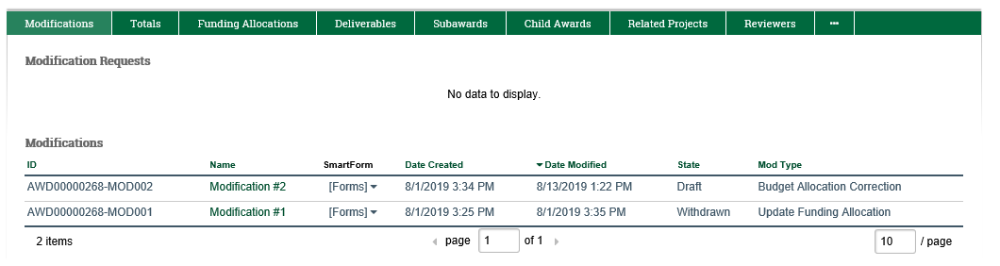 Modifications Totals Funding Allocations Deliverables Subawards Child Awards Related Projects Reviewers ···
Modification Requests
No data to display.
Modifications
ID Name SmartForm Date Created Date Modified State Mod Type
AWD00000268-MOD002 Modification #2 [Forms] 8/1/2019 3:34 PM 8/13/2019 1:22 PM Draft Budget Allocation Correction
AWD00000268-MOD001 Modification #1 [Forms] 8/1/2019 3:25 PM 8/1/2019 3:35 PM Withdrawn Update Funding Allocation
2 items page 1 of 1 10 / page